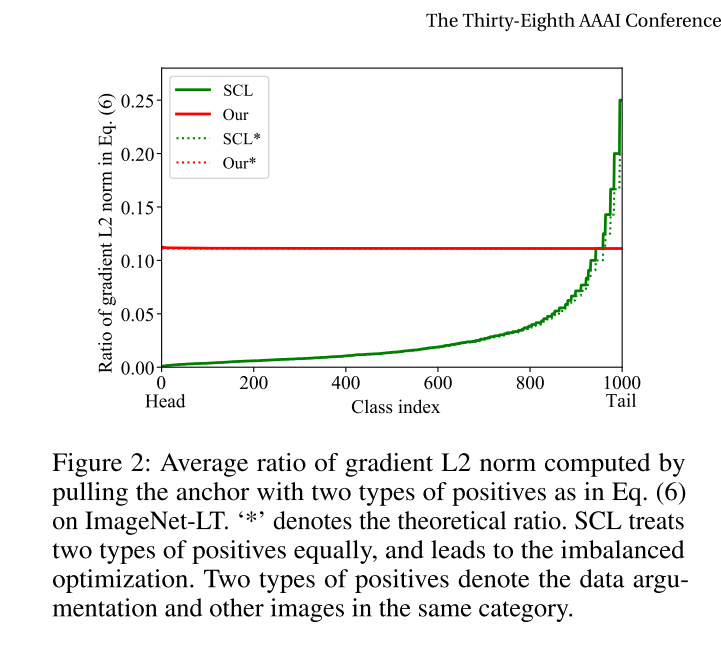 The Thirty-Eighth AAAI Conference
SCL
Our
SCL*
Our*
Ratio of gradient L2 norm in Eq. (6)
0.25
0.20
0.15
0.10
0.05
0.00
0 200 400 600 800 1000
Head Tail
Class index
Figure 2: Average ratio of gradient L2 norm computed by
pulling the anchor with two types of positives as in Eq. (6)
on ImageNet-LT. ‘*’ denotes the theoretical ratio. SCL treats
two types of positives equally, and leads to the imbalanced
optimization. Two types of positives denote the data argu-
mentation and other images in the same category.